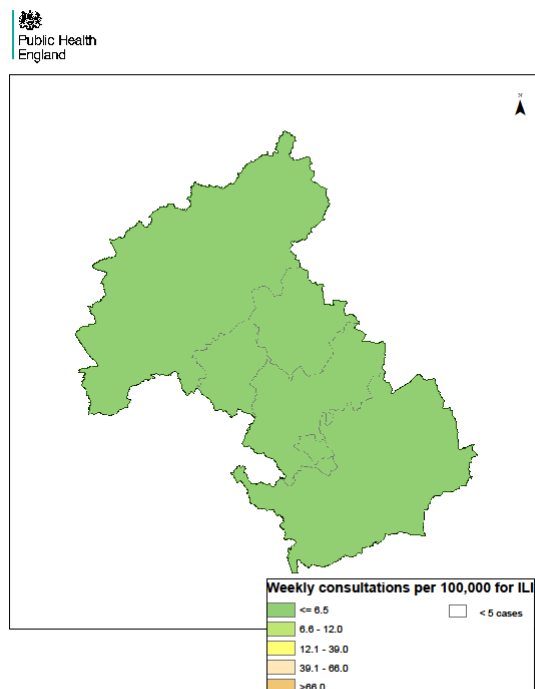 Public Health
England
N
Weekly consultations per 100,000 for ILI
<= 6.5
< 5 cases
6.6 - 12.0
12.1 - 39.0
39.1 - 66.0
>66.0